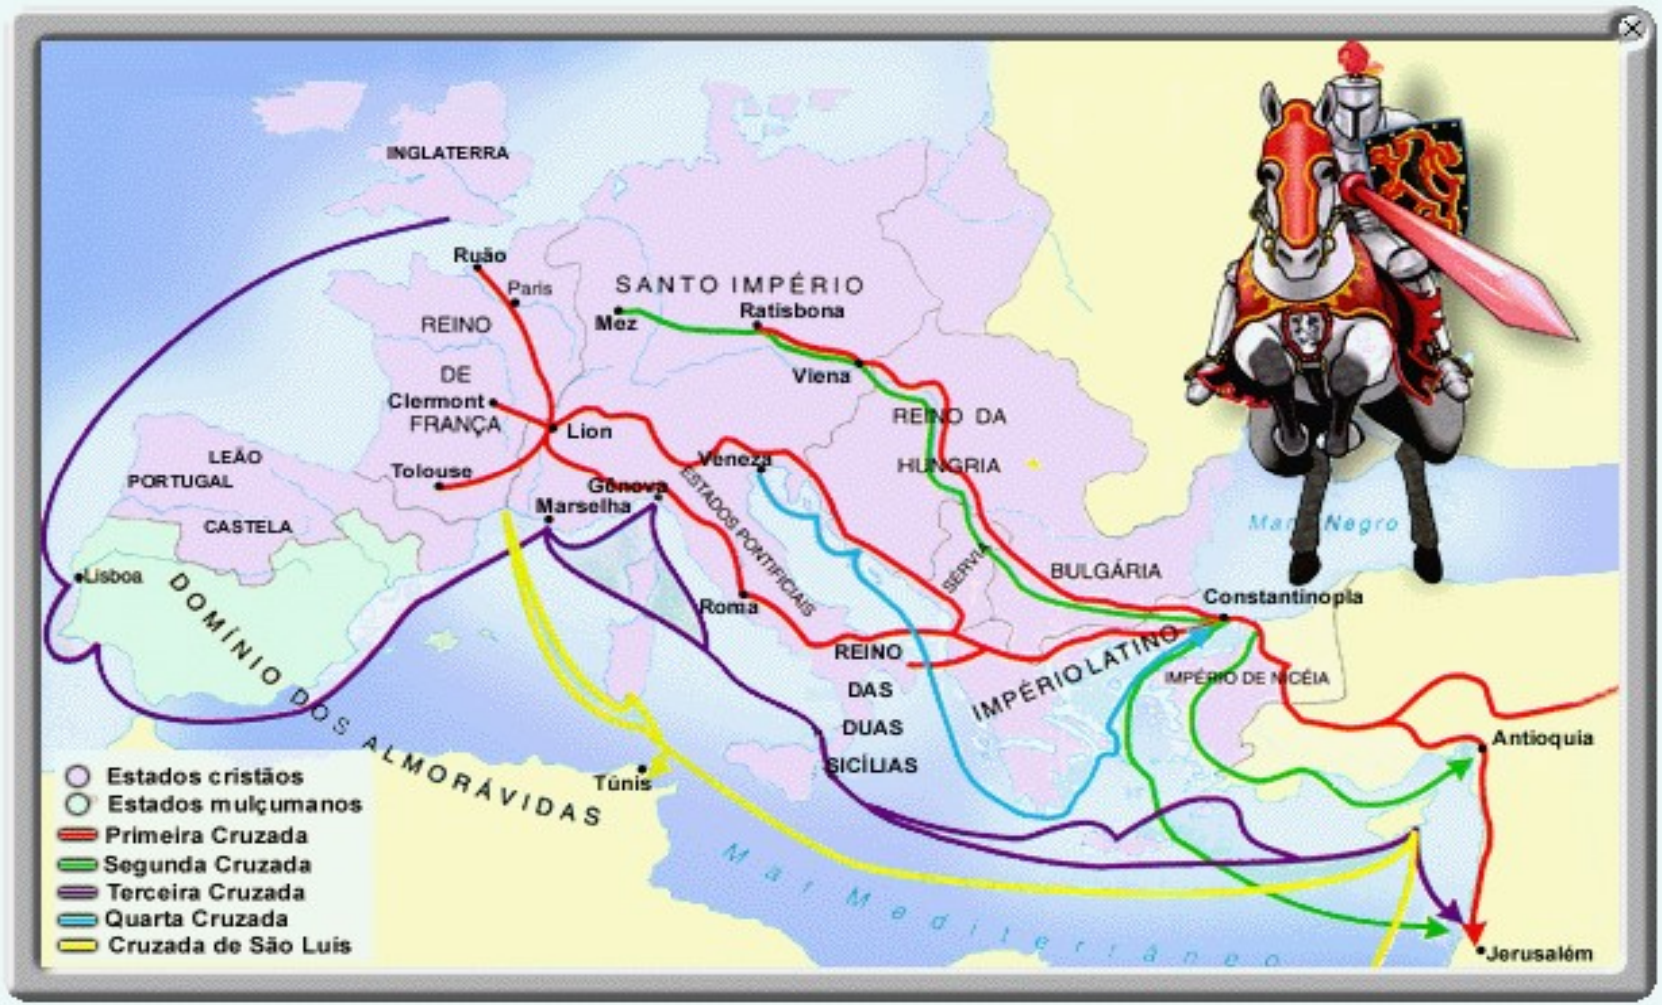 INGLATERRA
Ruão
Paris
SANTO IMPÉRIO
Ratisbona
Mez
REINO
DE
FRANÇA
Viena
Clermont
REINO DA
HUNGRIA
Lion
LEÃO
PORTUGAL
CASTELA
Tolouse
Veneza
Gênova
Marselha
ESTADOS PONTIFICIAIS
Mar Negro
SÉRVIA
BULGÁRIA
Lisboa
DOMÍNIO DOS ALMORÁVIDAS
Roma
Constantinopla
REINO
DAS
DUAS
SICÍLIAS
IMPÉRIO LATINO
IMPÉRIO DE NICÉIA
Antioquia
Túnis
Mar Mediterrâneo
Jerusalém
Estados cristãos
Estados mulçumanos
Primeira Cruzada
Segunda Cruzada
Terceira Cruzada
Quarta Cruzada
Cruzada de São Luís